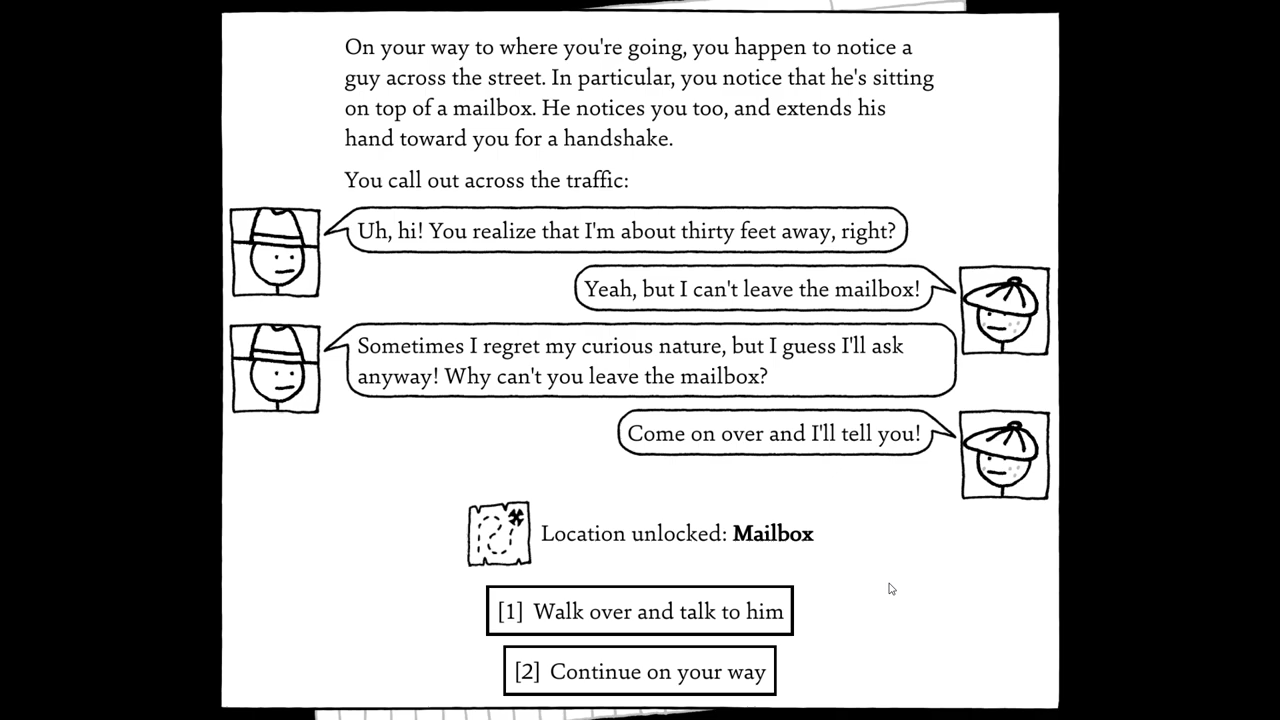 On your way to where you're going, you happen to notice a
guy across the street. In particular, you notice that he's sitting
on top of a mailbox. He notices you too, and extends his
hand toward you for a handshake.
You call out across the traffic:
Uh, hi! You realize that I'm about thirty feet away, right?
Yeah, but I can't leave the mailbox!
Sometimes I regret my curious nature, but I guess I'll ask
anyway! Why can't you leave the mailbox?
Come on over and I'll tell you!
Location unlocked: Mailbox
[1] Walk over and talk to him
[2] Continue on your way